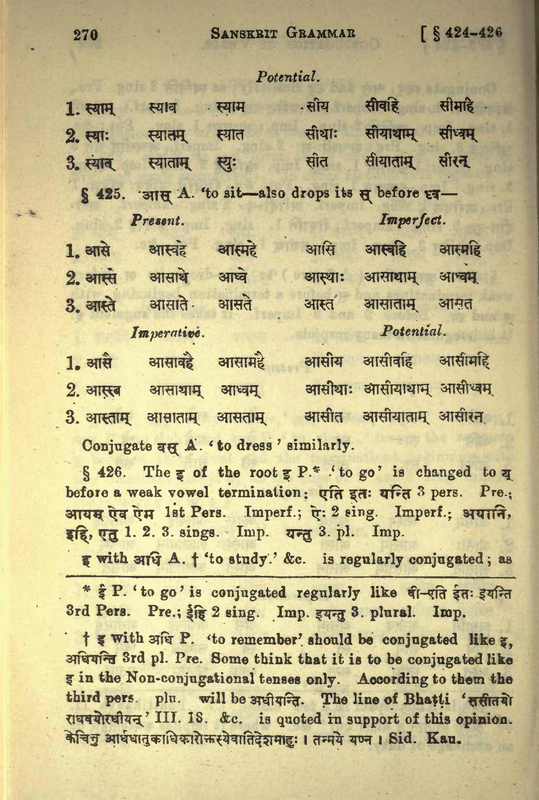 270 SANSKRIT GRAMMAR [ § 424-426
Potential.
1. स्याम् स्याव स्याम सीय सीवहि सीमहि
2. स्याः स्यातम् स्यात सीथाः सीयाथाम् सीध्वम्
3. स्यात् स्याताम् स्युः सीत सीयाताम् सीरन्
§ 425. आस् A. ‘to sit—also drops its स् before ध्व—
Present. Imperfect.
1. आसे आस्वहे आस्महे आसि आस्वहि आस्महि
2. आस्से आसाथे आध्वे आस्थाः आसाथाम् आध्वम्
3. आस्ते आसाते आसते आस्त आसाताम् आसत
Imperative. Potential.
1. आसै आसावहै आसामहै आसीय आसीवहि आसीमहि
2. आस्स्व आसाथाम् आध्वम् आसीथाः आसीयाथाम् आसीध्वम्
3. आस्ताम् आसाताम् आसताम् आसीत आसीयाताम् आसीरन्
Conjugate वस् A. ‘to dress’ similarly.
§ 426. The इ of the root इ P.* ‘to go’ is changed to य्
before a weak vowel termination: एति इतः यन्ति 3 pers. Pre.;
आयम् ऐव ऐम 1st Pers. Imperf.; ऐः 2 sing. Imperf.; अयानि,
इहि, एतु 1. 2. 3. sings. Imp. यन्तु 3. pl. Imp.
इ with अधि A. † ‘to study.’ &c. is regularly conjugated; as
* ई P. ‘to go’ is conjugated regularly like वी-एति ईतः इयन्ति
3rd Pers. Pre.; ईहि 2 sing. Imp. इयन्तु 3. plural. Imp.
† इ with अधि P. ‘to remember’ should be conjugated like इ,
अधियन्ति 3rd pl. Pre. Some think that it is to be conjugated like
इ in the Non-conjugational tenses only. According to them the
third pers. plu. will be अधीयन्ति. The line of Bhaṭṭi ‘ससीतयो
राघवयोरधीयन्’ III. 18. &c. is quoted in support of this opinion.
केचित्तु आर्धधातुकाधिकारोक्तस्यैवातिदेशमाहुः । तन्मये यण्न । Sid. Kau.